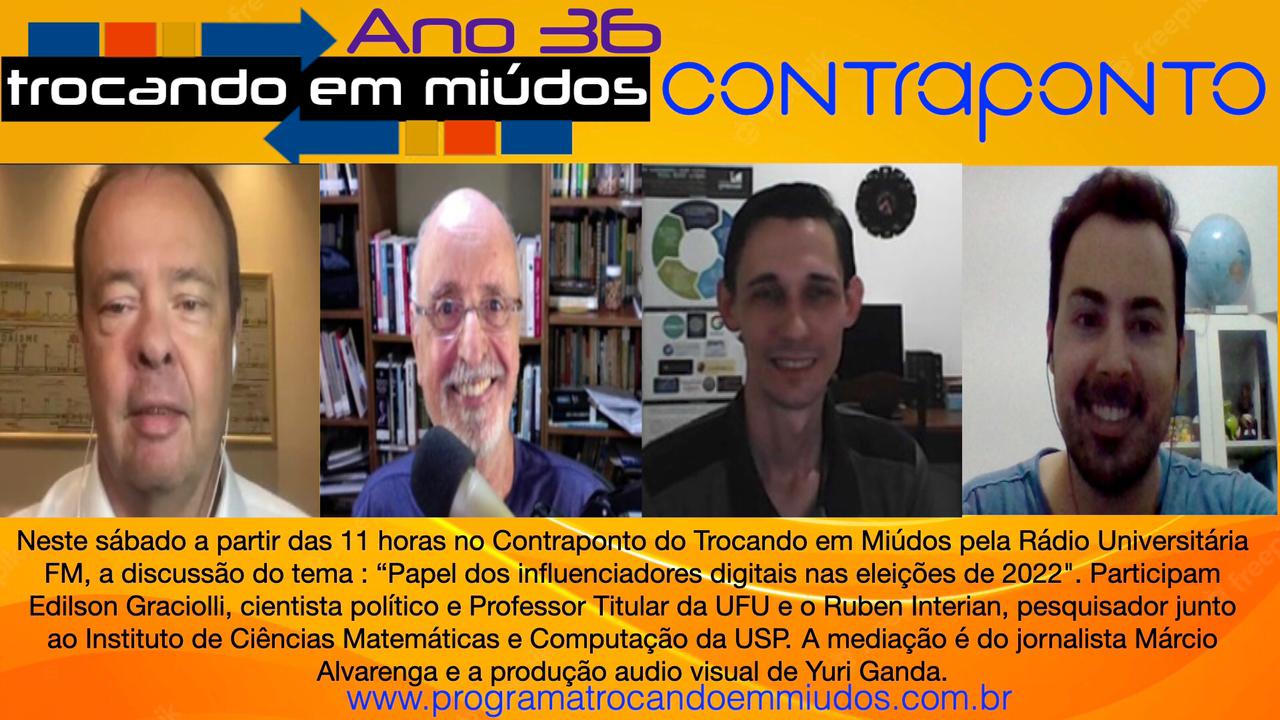 Ano 36
trocando em miúdos CONTRAPONTO
Neste sábado a partir das 11 horas no Contraponto do Trocando em Miúdos pela Rádio Universitária
FM, a discussão do tema : “Papel dos influenciadores digitais nas eleições de 2022". Participam
Edilson Graciolli, cientista político e Professor Titular da UFU e o Ruben Interian, pesquisador junto
ao Instituto de Ciências Matemáticas e Computação da USP. A mediação é do jornalista Márcio
Alvarenga e a produção audio visual de Yuri Ganda.
www.programatrocandoemmiudos.com.br